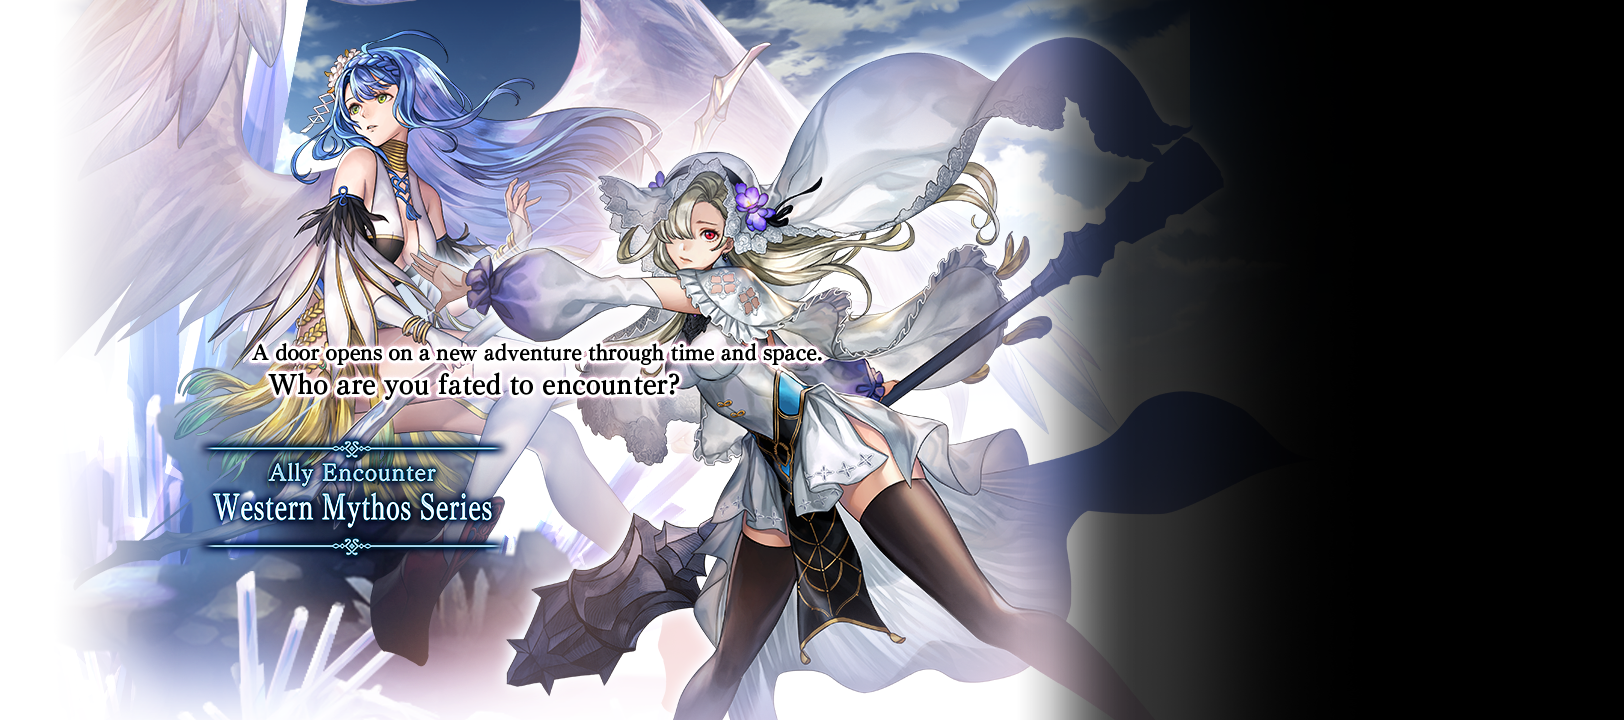 A door opens on a new adventure through time and space.
Who are you fated to encounter?
Ally Encounter
Western Mythos Series